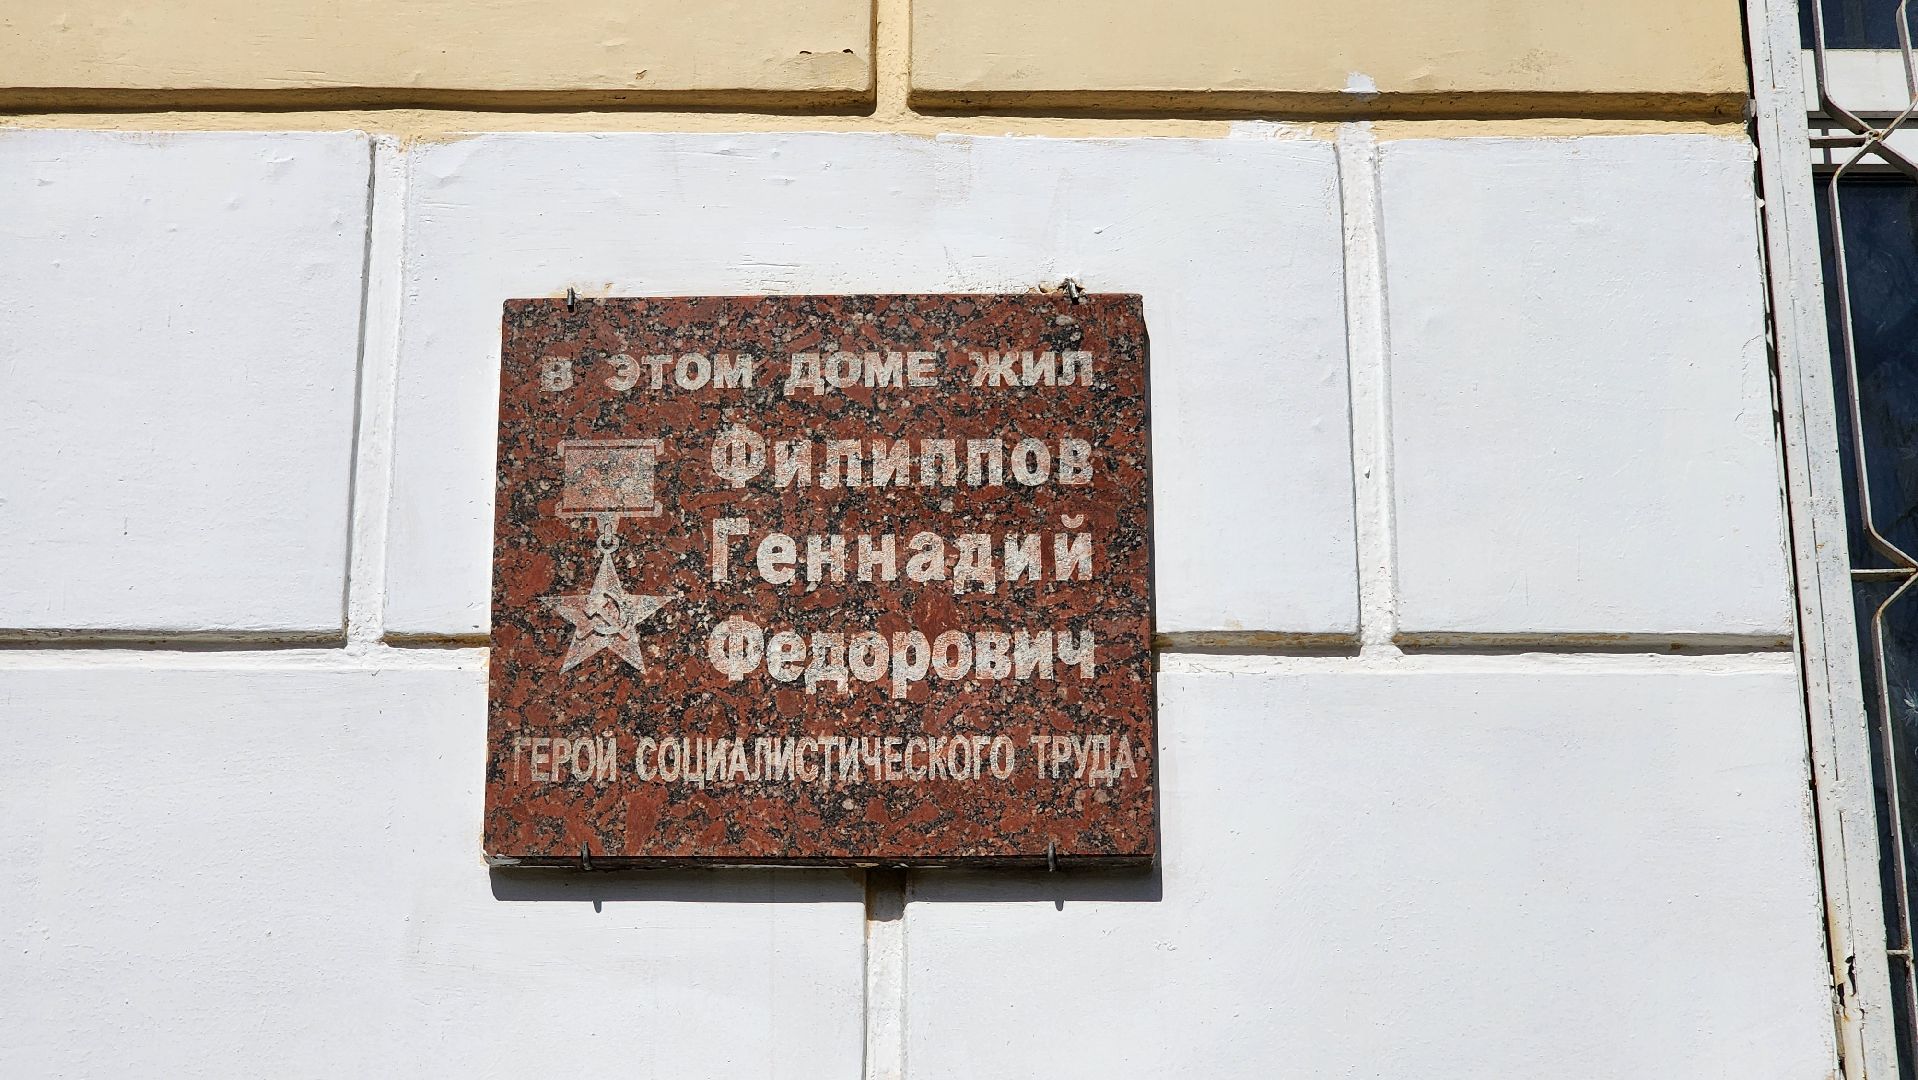 В ЭТОМ ДОМЕ ЖИЛ
Филиппов
Геннадий
Федорович
ГЕРОЙ СОЦИАЛИСТИЧЕСКОГО ТРУДА